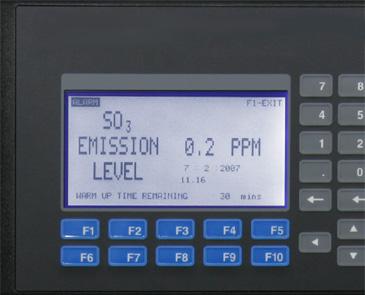 ALARM F1-EXIT
SO3
EMISSION 0.2 PPM
LEVEL 7 2 2007
11.16
WARM UP TIME REMAINING 30 mins
F1 F2 F3 F4 F5
F6 F7 F8 F9 F10
7 8
4 5
1 2
. 0